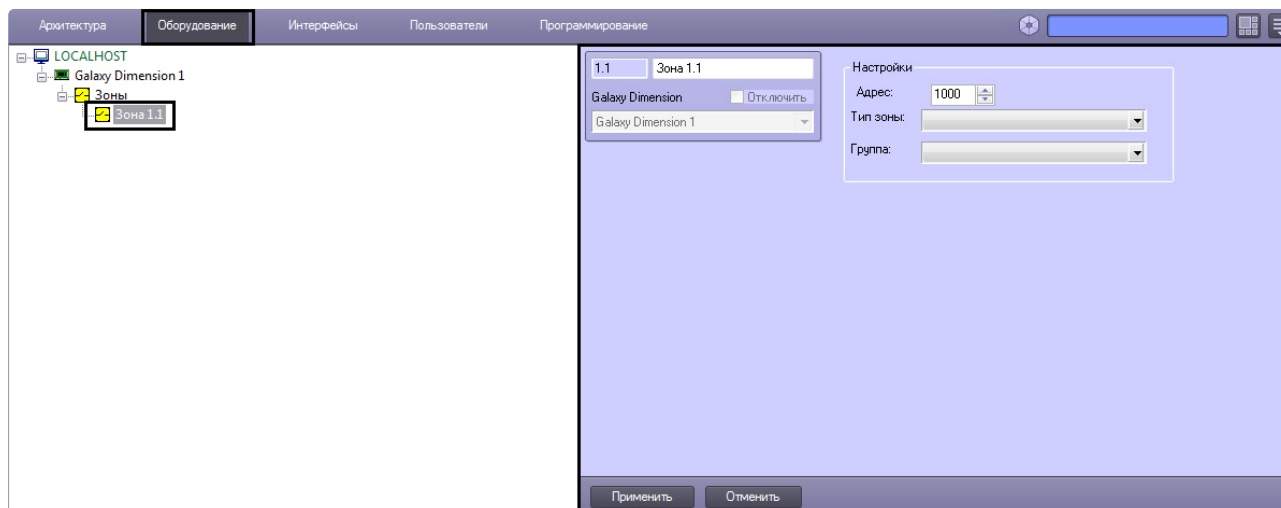 Архитектура Оборудование Интерфейсы Пользователи Программирование
LOCALHOST
Galaxy Dimension 1
Зоны
Зона 1.1
1.1 Зона 1.1
Galaxy Dimension Отключить
Galaxy Dimension 1
Настройки
Адрес: 1000
Тип зоны:
Группа:
Применить Отменить